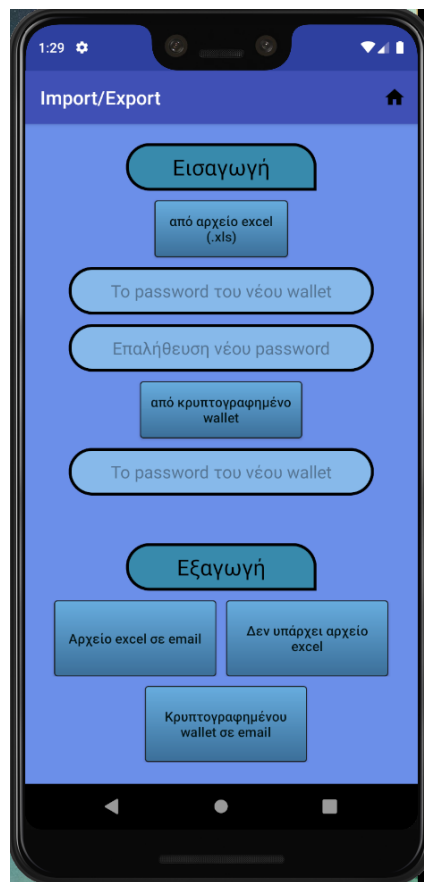 1:29
Import/Export
Εισαγωγή
από αρχείο excel
(.xls)
Το password του νέου wallet
Επαλήθευση νέου password
από κρυπτογραφημένο
wallet
Το password του νέου wallet
Εξαγωγή
Αρχείο excel σε email
Δεν υπάρχει αρχείο
excel
Κρυπτογραφημένου
wallet σε email